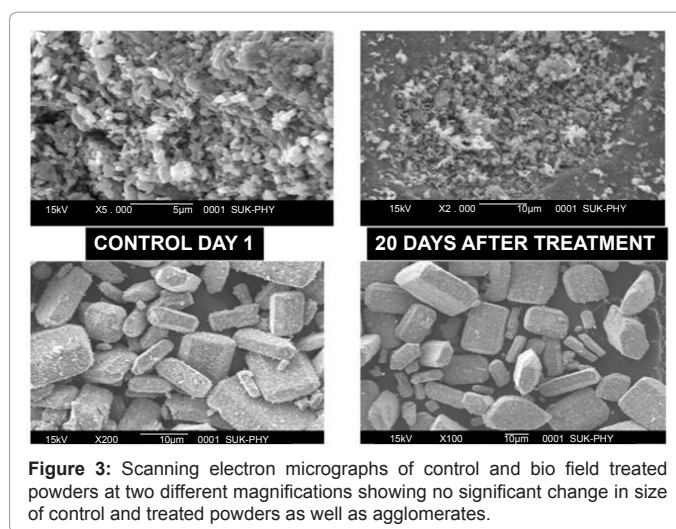 15kV X5 . 000 5µm 0001 SUK-PHY
15kV X2 . 000 10µm 0001 SUK-PHY
CONTROL DAY 1
20 DAYS AFTER TREATMENT
15kV X200 10µm 0001 SUK-PHY
15kV X100 10µm 0001 SUK-PHY
Figure 3: Scanning electron micrographs of control and bio field treated
powders at two different magnifications showing no significant change in size
of control and treated powders as well as agglomerates.